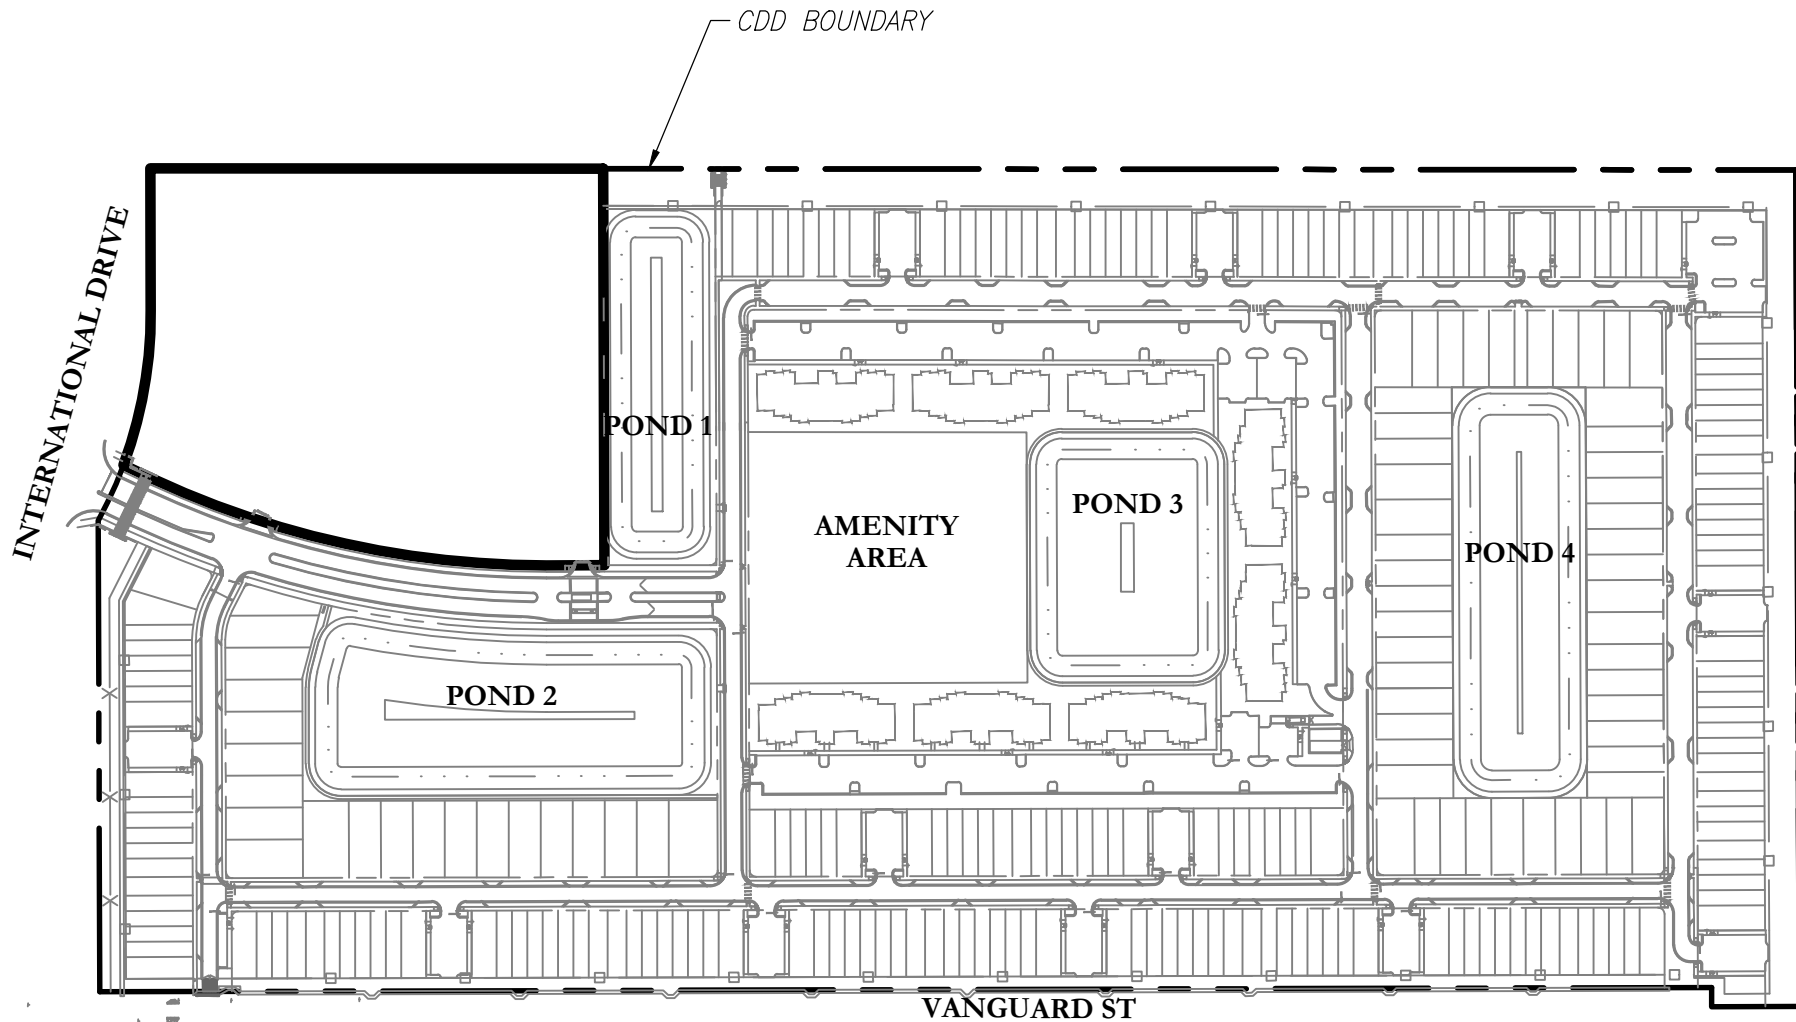 CDD BOUNDARY
INTERNATIONAL DRIVE
POND 1
POND 3
AMENITY
AREA
POND 4
POND 2
VANGUARD ST